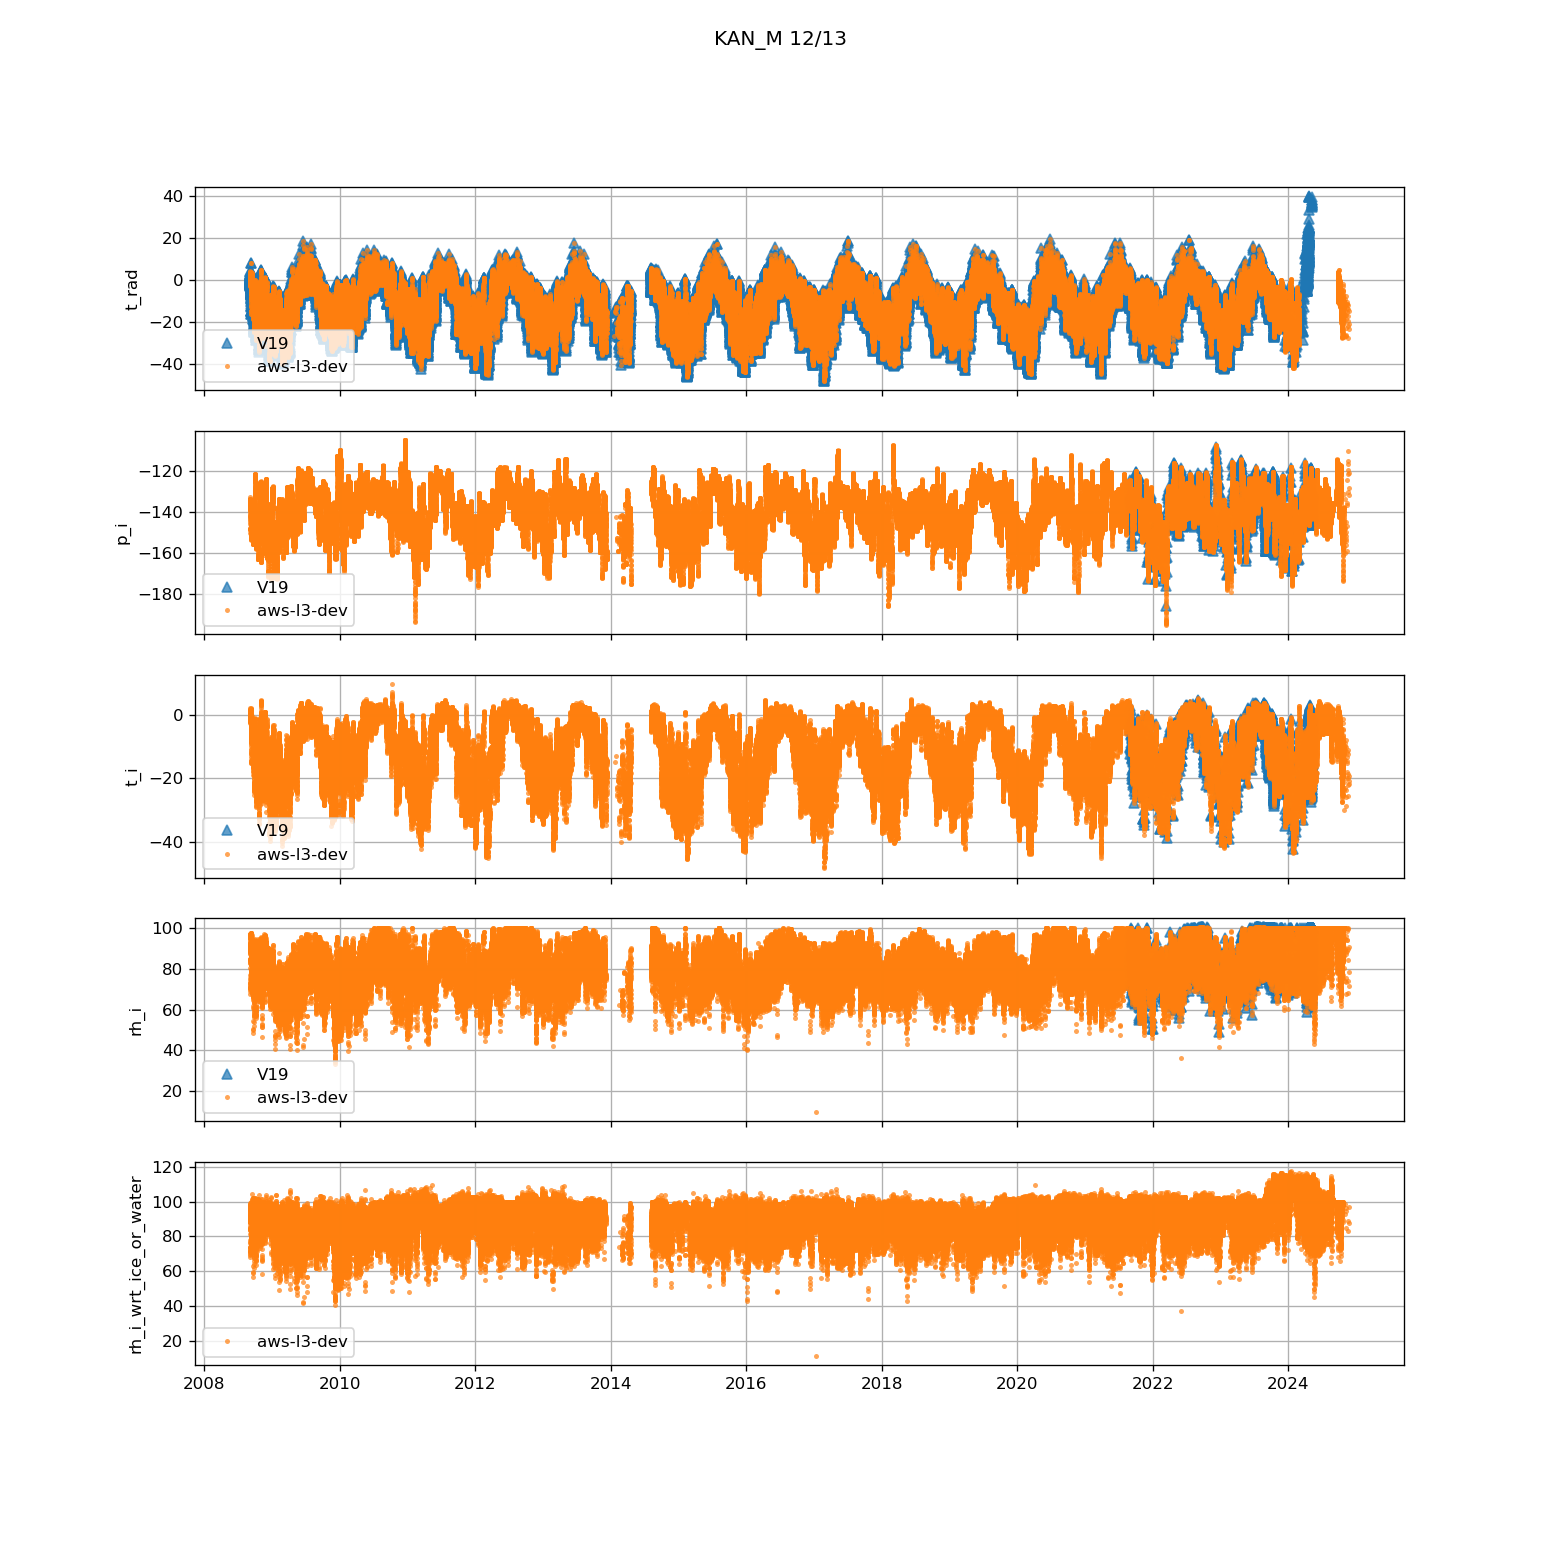 KAN_M 12/13
40
20
0
−20
−40
t_rad
V19
aws-l3-dev
−120
−140
−160
−180
p_i
V19
aws-l3-dev
0
−20
−40
t_i
V19
aws-l3-dev
100
80
60
40
20
rh_i
V19
aws-l3-dev
120
100
80
60
40
20
rh_i_wrt_ice_or_water
aws-l3-dev
2008 2010 2012 2014 2016 2018 2020 2022 2024